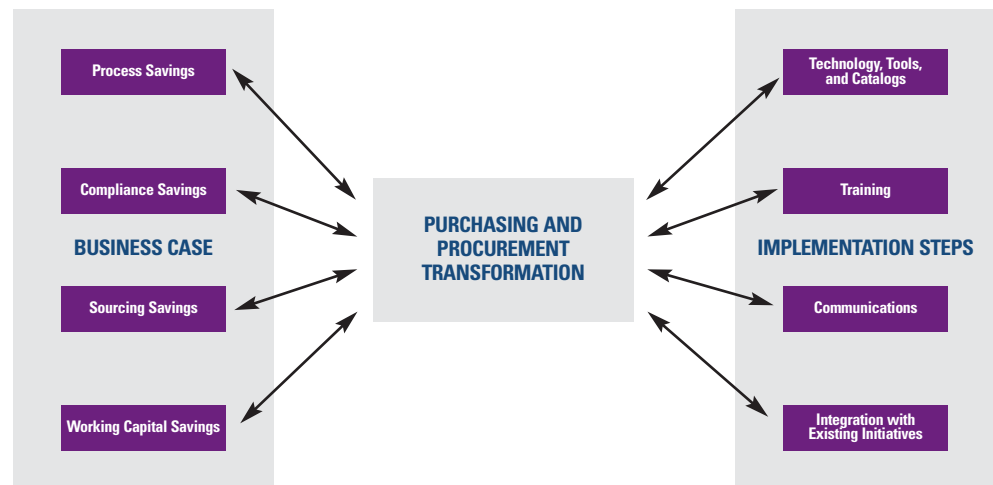 Process Savings
Compliance Savings
BUSINESS CASE
Sourcing Savings
Working Capital Savings
PURCHASING AND
PROCUREMENT
TRANSFORMATION
Technology, Tools,
and Catalogs
Training
IMPLEMENTATION STEPS
Communications
Integration with
Existing Initiatives